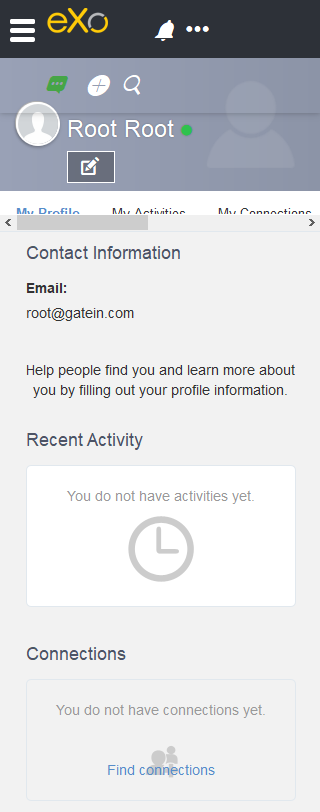 eXo
Root Root
My Profile My Activities My Connections
Contact Information
Email:
root@gatein.com
Help people find you and learn more about
you by filling out your profile information.
Recent Activity
You do not have activities yet.
Connections
You do not have connections yet.
Find connections